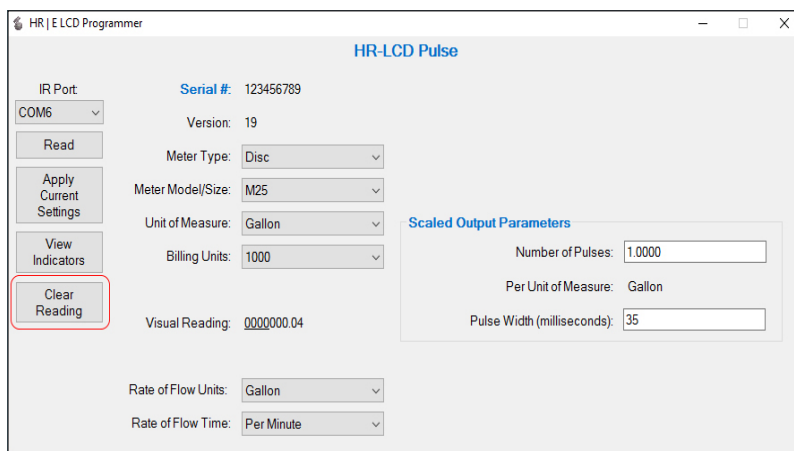 HR | E LCD Programmer
HR-LCD Pulse
IR Port:
COM6
Read
Apply
Current
Settings
View
Indicators
Clear
Reading
Serial #: 123456789
Version: 19
Meter Type: Disc
Meter Model/Size: M25
Unit of Measure: Gallon
Billing Units: 1000
Visual Reading: 0000000.04
Rate of Flow Units: Gallon
Rate of Flow Time: Per Minute
Scaled Output Parameters
Number of Pulses: 1.0000
Per Unit of Measure: Gallon
Pulse Width (milliseconds): 35